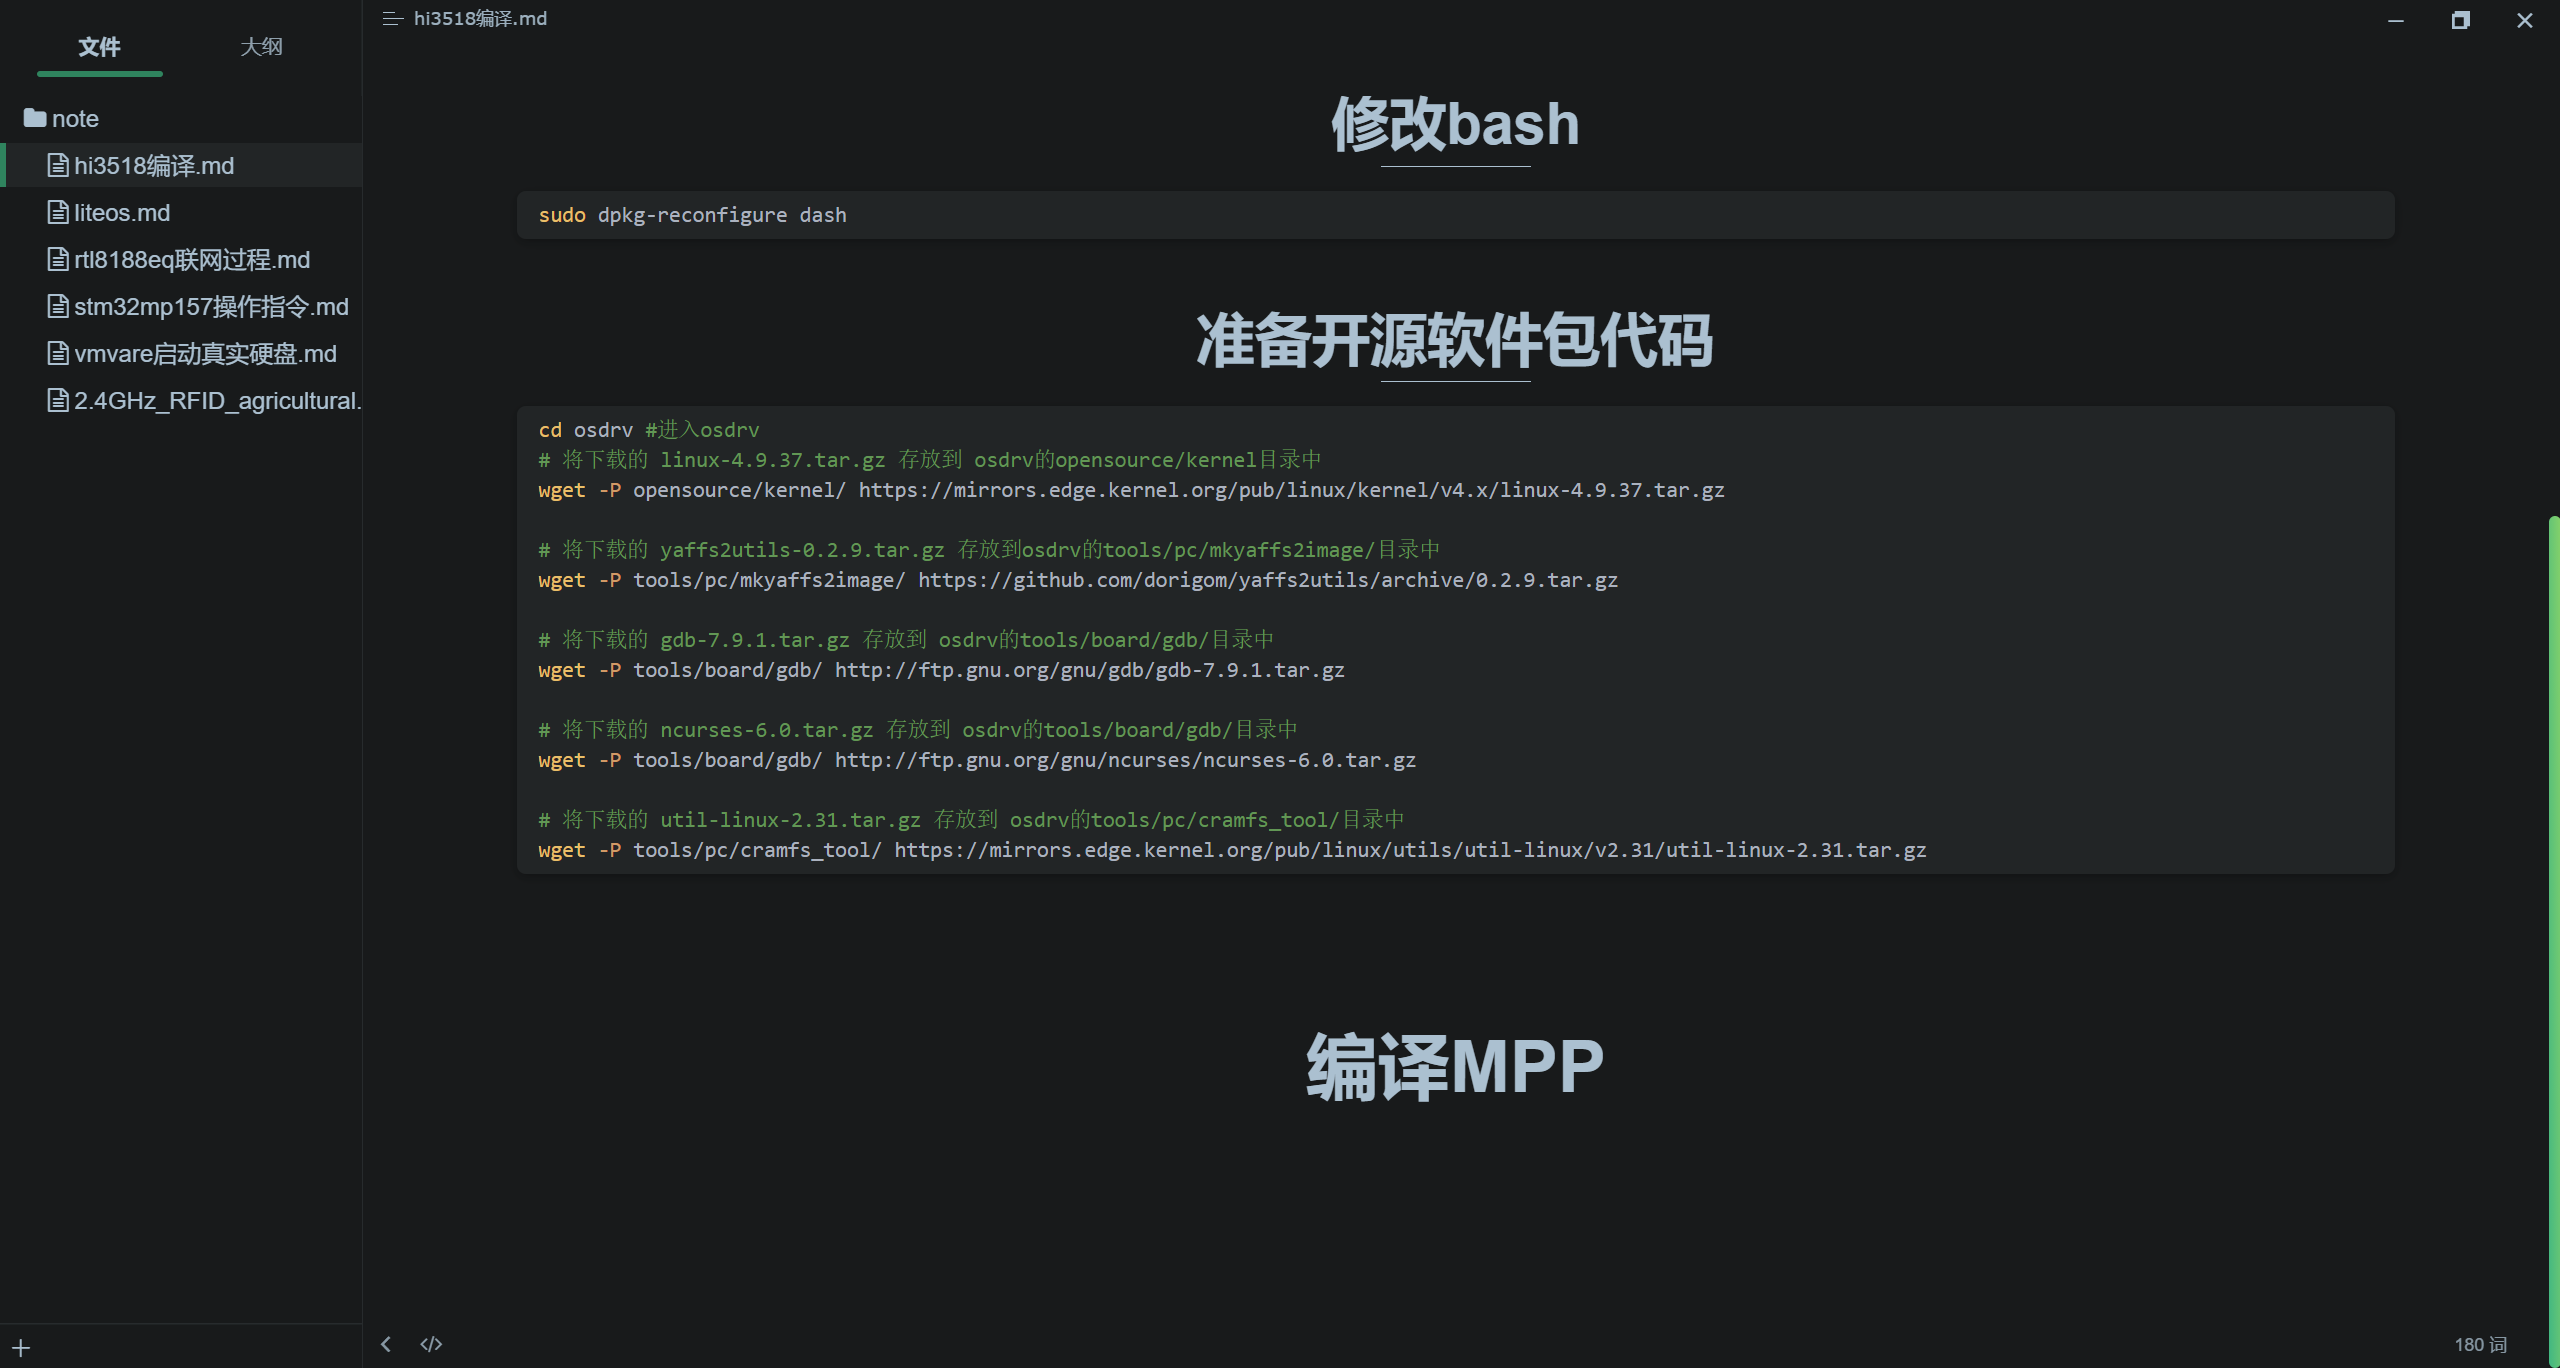 文件
大纲
note
hi3518编译.md
liteos.md
rtl8188eq联网过程.md
stm32mp157操作指令.md
vmvare启动真实硬盘.md
2.4GHz_RFID_agricultural.
hi3518编译.md
修改bash
sudo dpkg-reconfigure dash
准备开源软件包代码
cd osdrv #进入osdrv
# 将下载的 linux-4.9.37.tar.gz 存放到 osdrv的opensource/kernel目录中
wget -P opensource/kernel/ https://mirrors.edge.kernel.org/pub/linux/kernel/v4.x/linux-4.9.37.tar.gz
# 将下载的 yaffs2utils-0.2.9.tar.gz 存放到osdrv的tools/pc/mkyaffs2image/目录中
wget -P tools/pc/mkyaffs2image/ https://github.com/dorigom/yaffs2utils/archive/0.2.9.tar.gz
# 将下载的 gdb-7.9.1.tar.gz 存放到 osdrv的tools/board/gdb/目录中
wget -P tools/board/gdb/ http://ftp.gnu.org/gnu/gdb/gdb-7.9.1.tar.gz
# 将下载的 ncurses-6.0.tar.gz 存放到 osdrv的tools/board/gdb/目录中
wget -P tools/board/gdb/ http://ftp.gnu.org/gnu/ncurses/ncurses-6.0.tar.gz
# 将下载的 util-linux-2.31.tar.gz 存放到 osdrv的tools/pc/cramfs_tool/目录中
wget -P tools/pc/cramfs_tool/ https://mirrors.edge.kernel.org/pub/linux/utils/util-linux/v2.31/util-linux-2.31.tar.gz
编译MPP
180 词